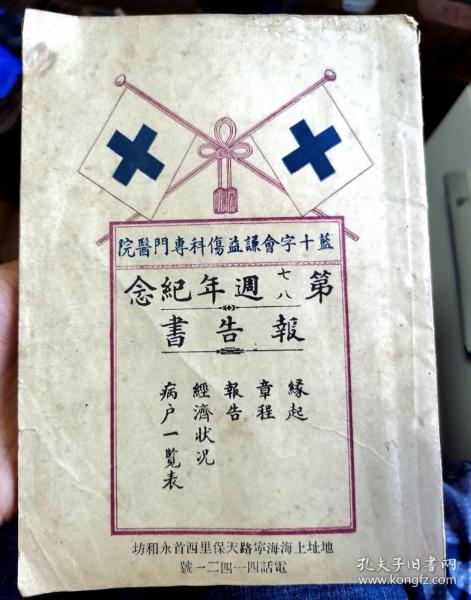 藍十字會謙益傷科專門醫院
第七八週年紀念
報告書
緣起
章程
報告
經濟狀况
病户一覽表
地址上海海寧路天保里西首永和坊
電話四一四二一號
孔夫子旧書网
www.kongfz.com